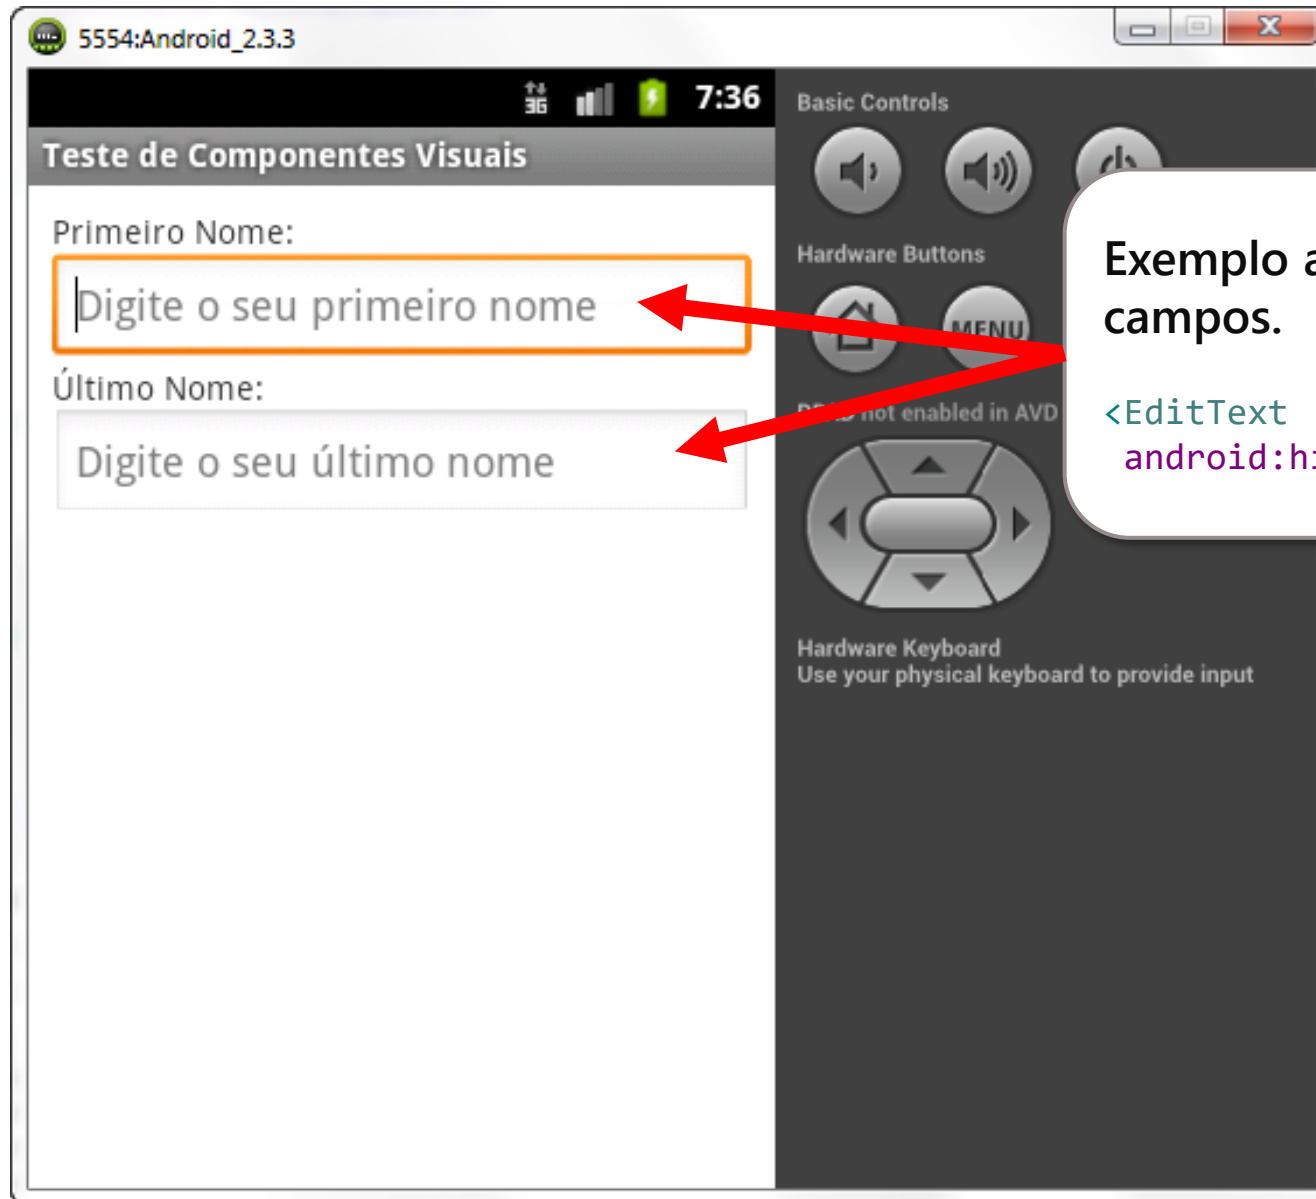 5554:Android_2.3.3
3G 7:36
Teste de Componentes Visuais
Primeiro Nome:
Digite o seu primeiro nome
Último Nome:
Digite o seu último nome
Basic Controls
Hardware Buttons
MENU
not enabled in AVD
Hardware Keyboard
Use your physical keyboard to provide input
Exemplo
campos.
<EditText